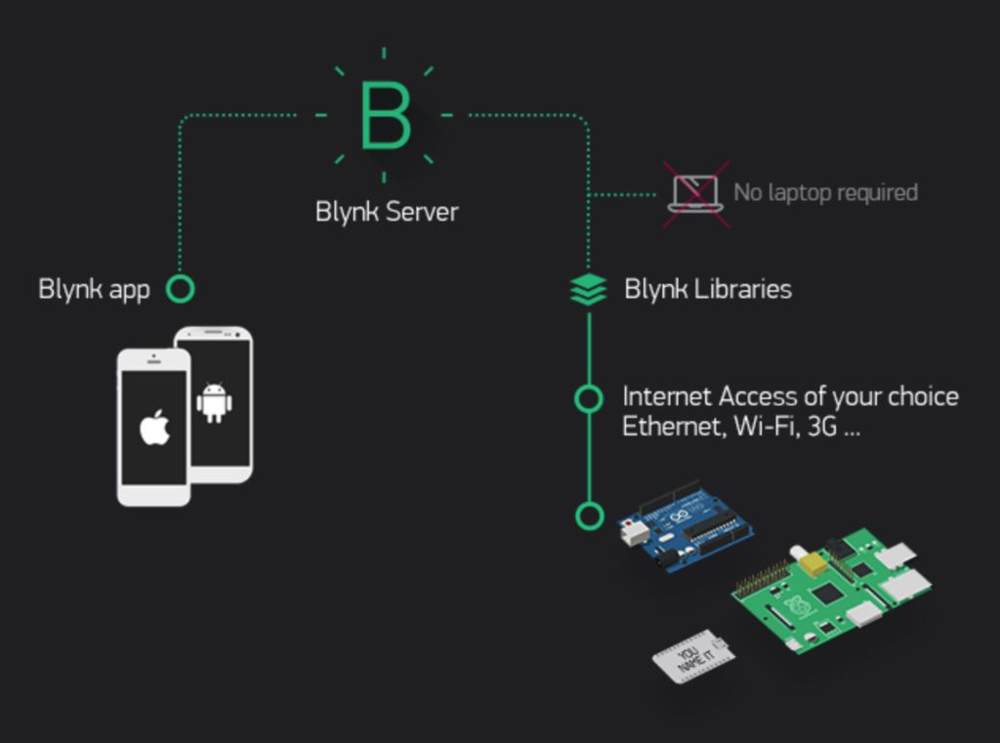 B
Blynk Server
No laptop required
Blynk app
Blynk Libraries
Internet Access of your choice
Ethernet, Wi-Fi, 3G ...
YOU
NAME IT